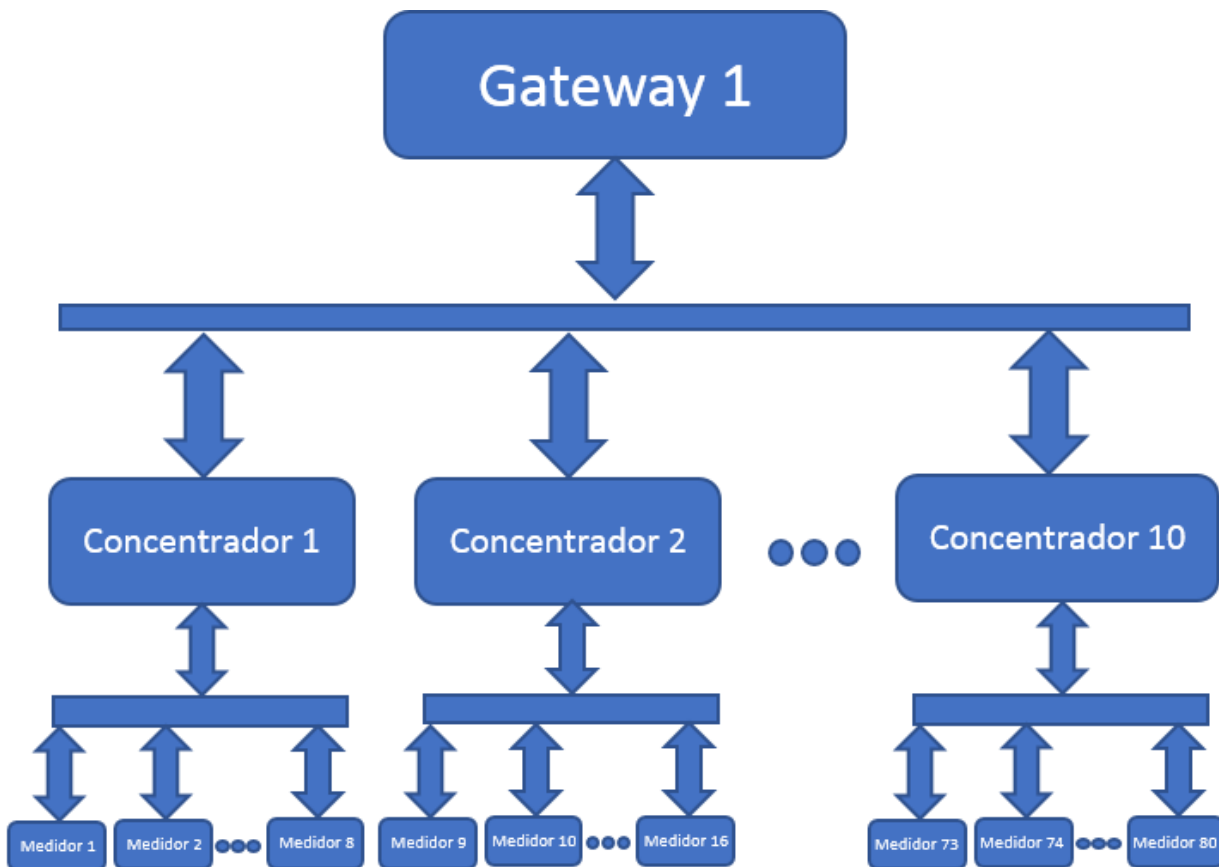 Gateway 1
Concentrador 1
Concentrador 2
Concentrador 10
Medidor 1
Medidor 2
Medidor 8
Medidor 9
Medidor 10
Medidor 16
Medidor 73
Medidor 74
Medidor 80